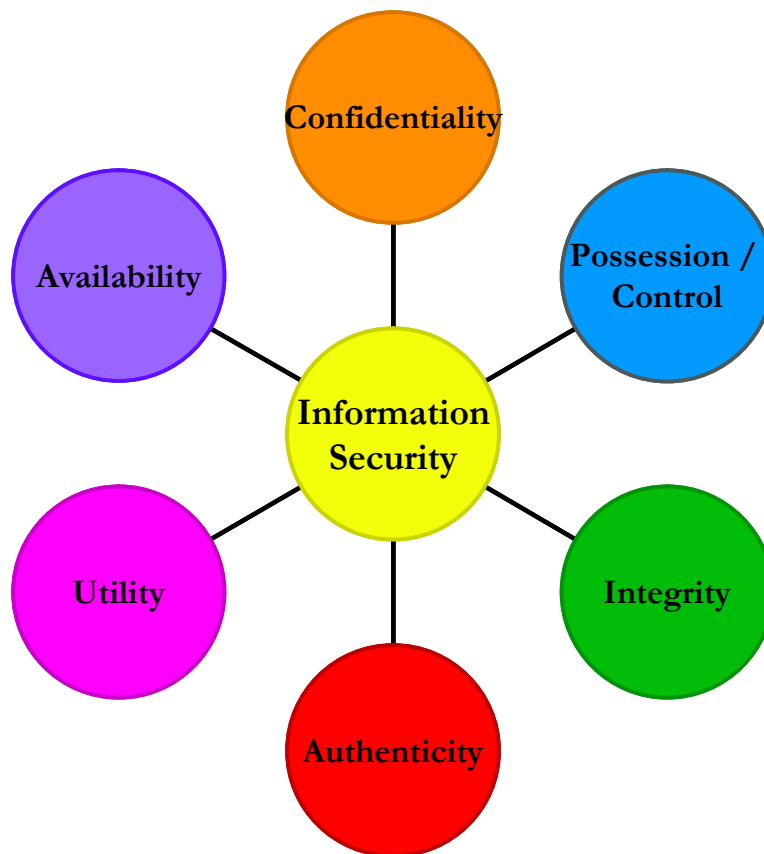 Confidentiality
Possession /
Control
Availability
Information
Security
Utility
Integrity
Authenticity